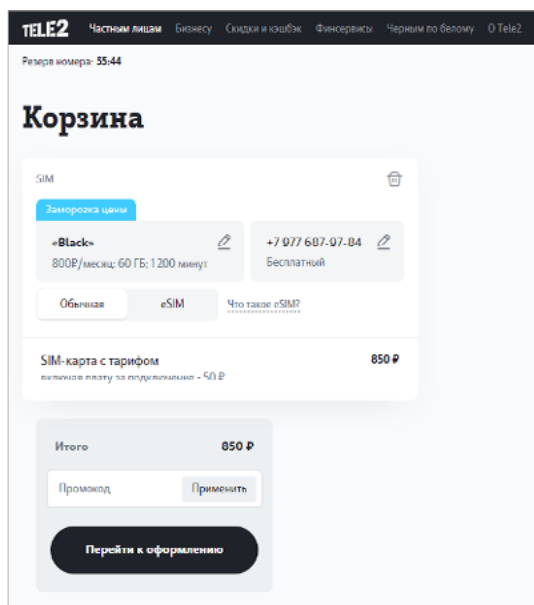 TELE2 Частным лицам Бизнесу Скидки и кэшбэк Финсервисы Черным по белому О Tele2
Резерв номера: 55:44
Корзина
SIM
Заморозка цены
«Black»
800₽/месяц; 60 ГБ; 1200 минут
+7 977 687-97-84
Бесплатный
Обычная eSIM Что такое eSIM?
SIM-карта с тарифом 850 ₽
включая плату за подключение - 50 ₽
Итого 850 ₽
Промокод Применить
Перейти к оформлению